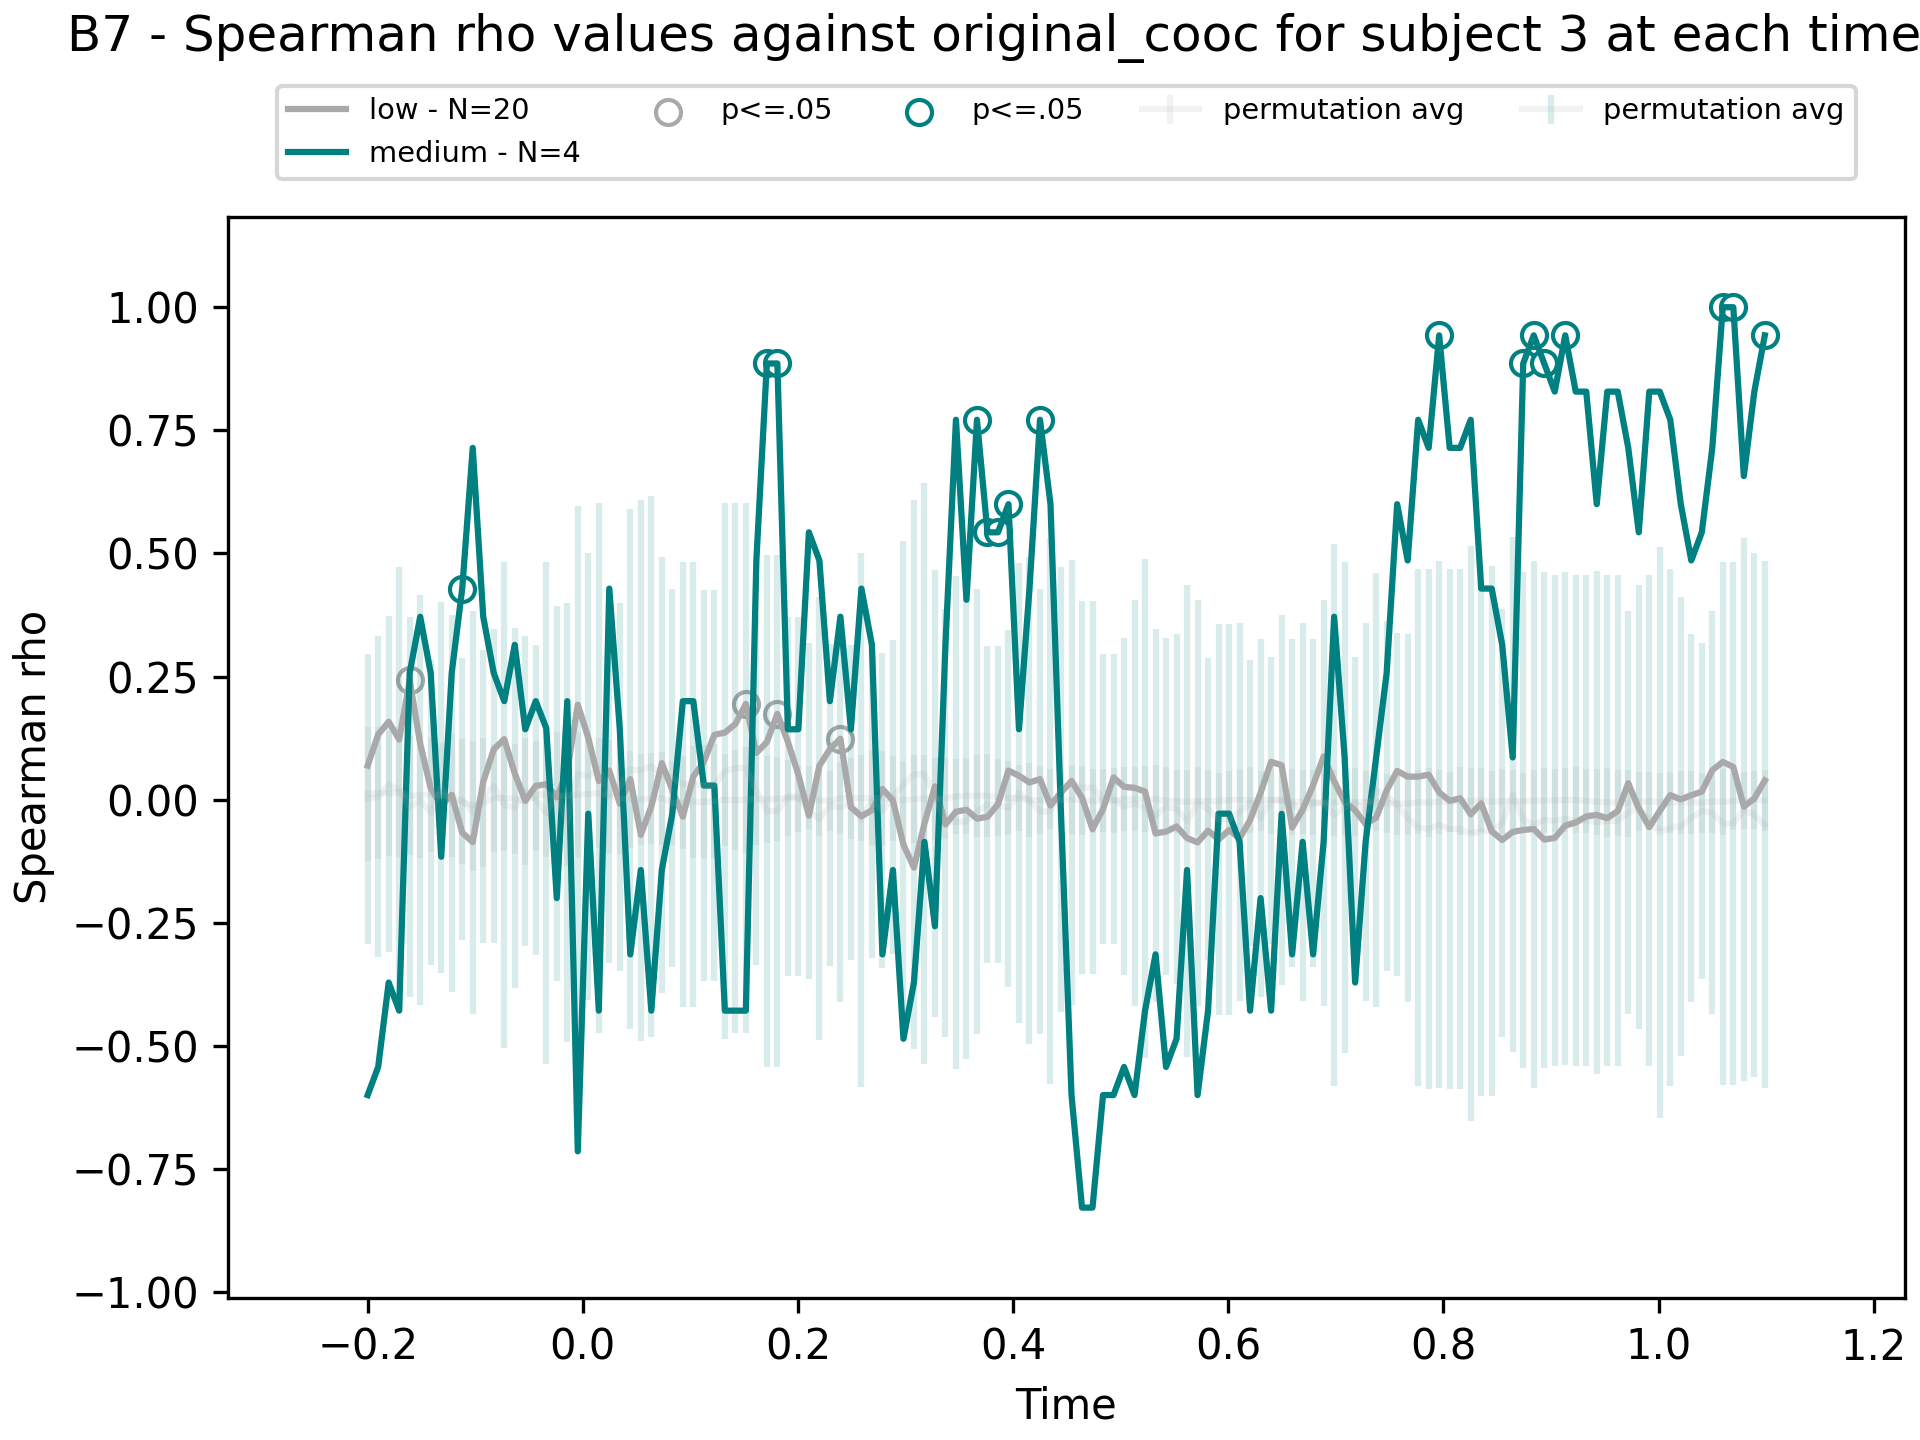 B7 - Spearman rho values against original_cooc for subject 3 at each time
low - N=20
medium - N=4
p<=.05
p<=.05
permutation avg
permutation avg
Spearman rho
1.00
0.75
0.50
0.25
0.00
−0.25
−0.50
−0.75
−1.00
−0.2 0.0 0.2 0.4 0.6 0.8 1.0 1.2
Time